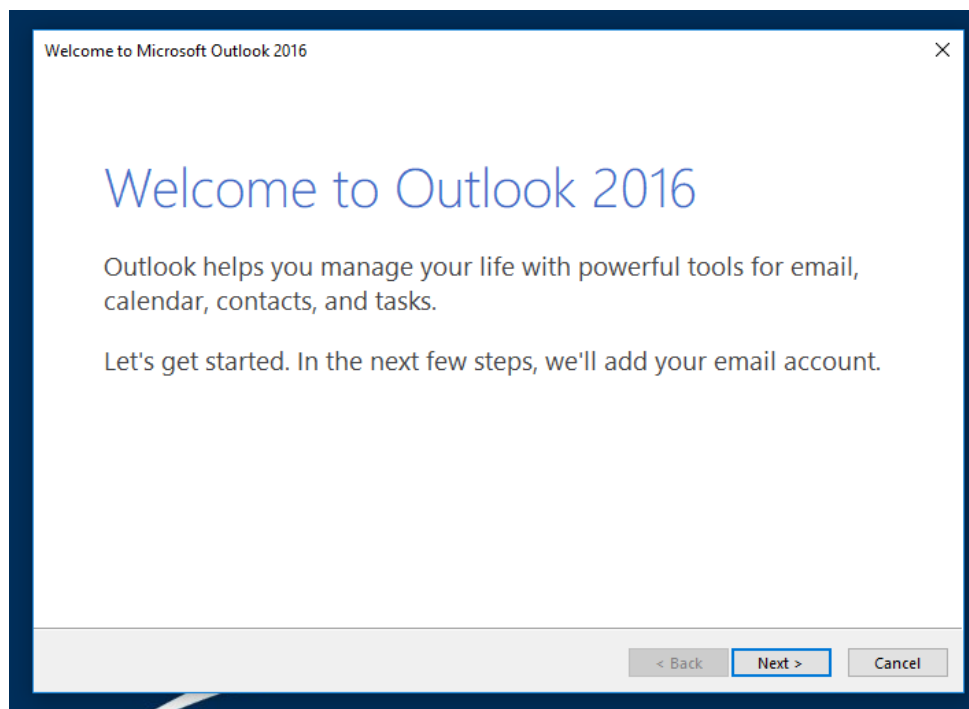 Welcome to Microsoft Outlook 2016
Welcome to Outlook 2016
Outlook helps you manage your life with powerful tools for email,
calendar, contacts, and tasks.
Let's get started. In the next few steps, we'll add your email account.
< Back Next > Cancel